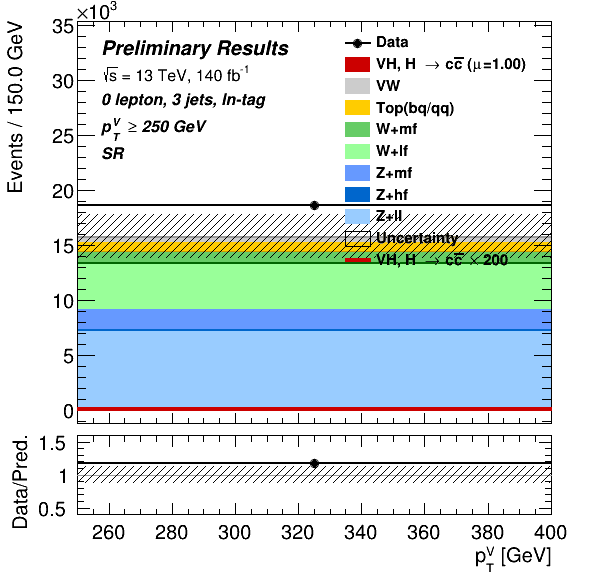 ×10³
Events / 150.0 GeV
35
30
25
20
15
10
5
0
Preliminary Results
√s = 13 TeV, 140 fb⁻¹
0 lepton, 3 jets, ln-tag
p_T^V ≥ 250 GeV
SR
Data
VH, H → cc̅ (μ=1.00)
VW
Top(bq/qq)
W+mf
W+lf
Z+mf
Z+hf
Z+ll
Uncertainty
VH, H → cc̅ × 200
Data/Pred.
1.5
1
0.5
260 280 300 320 340 360 380 400
p_T^V [GeV]